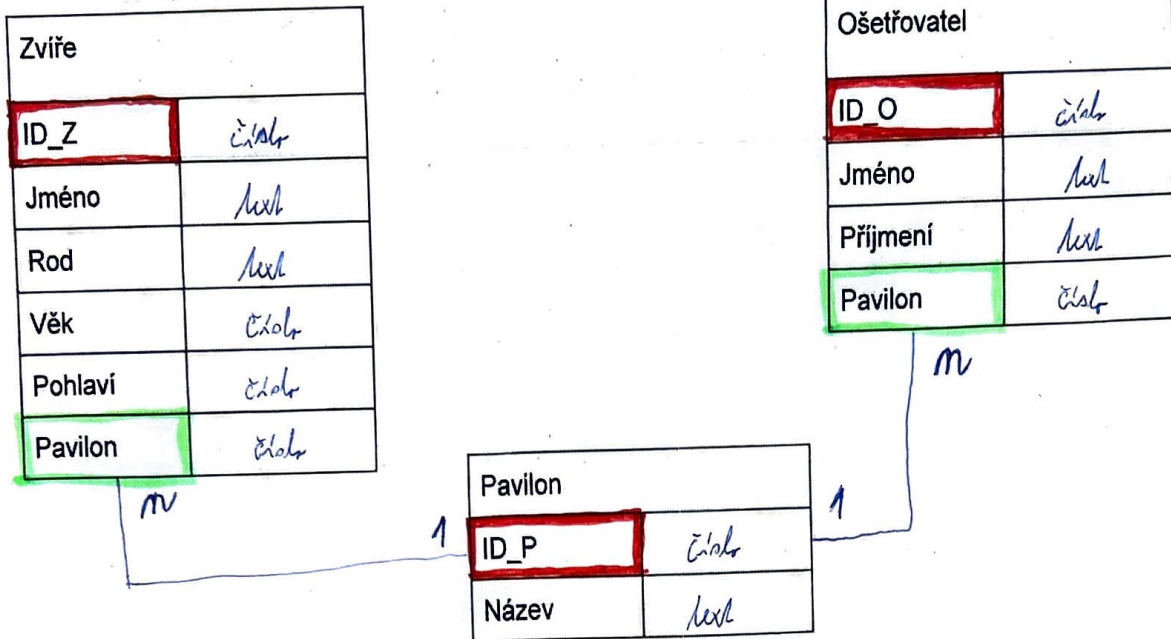 Zvíře
ID_Z číslo
Jméno text
Rod text
Věk číslo
Pohlaví číslo
Pavilon číslo
n
Ošetřovatel
ID_O číslo
Jméno text
Příjmení text
Pavilon číslo
n
1
1
Pavilon
ID_P číslo
Název text